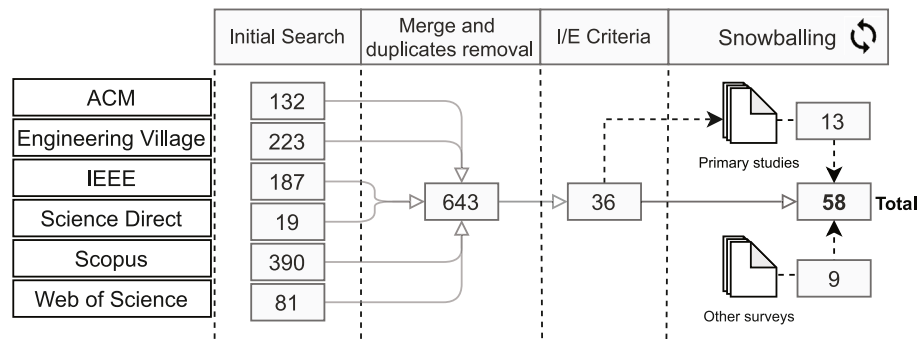 Initial Search
Merge and
duplicates removal
I/E Criteria
Snowballing
ACM
132
Engineering Village
223
IEEE
187
Science Direct
19
Scopus
390
Web of Science
81
643
36
Primary studies
13
58
Total
Other surveys
9